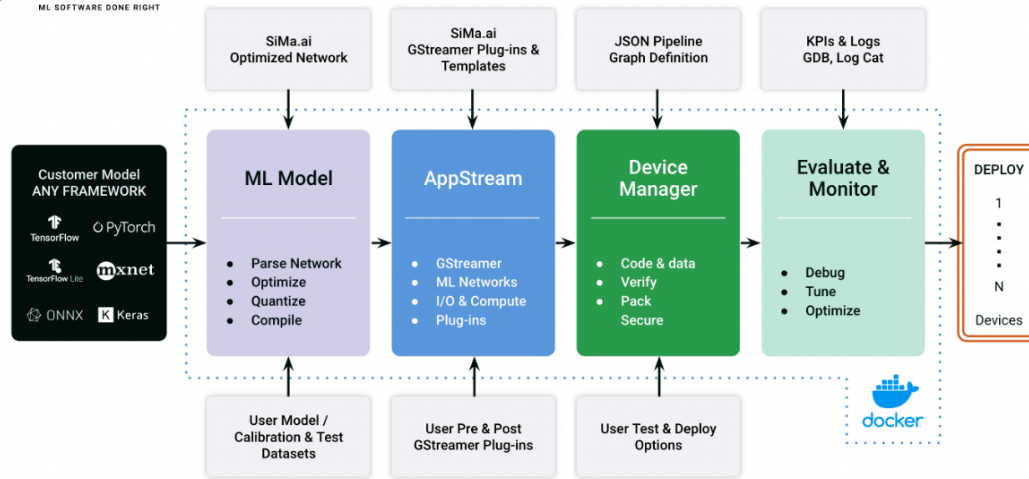 ML SOFTWARE DONE RIGHT
SiMa.ai
Optimized Network
SiMa.ai
GStreamer Plug-ins &
Templates
JSON Pipeline
Graph Definition
KPIs & Logs
GDB, Log Cat
Customer Model
ANY FRAMEWORK
TensorFlow
PyTorch
TensorFlow Lite
mxnet
ONNX
K Keras
ML Model
Parse Network
Optimize
Quantize
Compile
AppStream
GStreamer
ML Networks
I/O & Compute
Plug-ins
Device
Manager
Code & data
Verify
Pack
Secure
Evaluate &
Monitor
Debug
Tune
Optimize
DEPLOY
1
N
Devices
docker
User Model /
Calibration & Test
Datasets
User Pre & Post
GStreamer Plug-ins
User Test & Deploy
Options